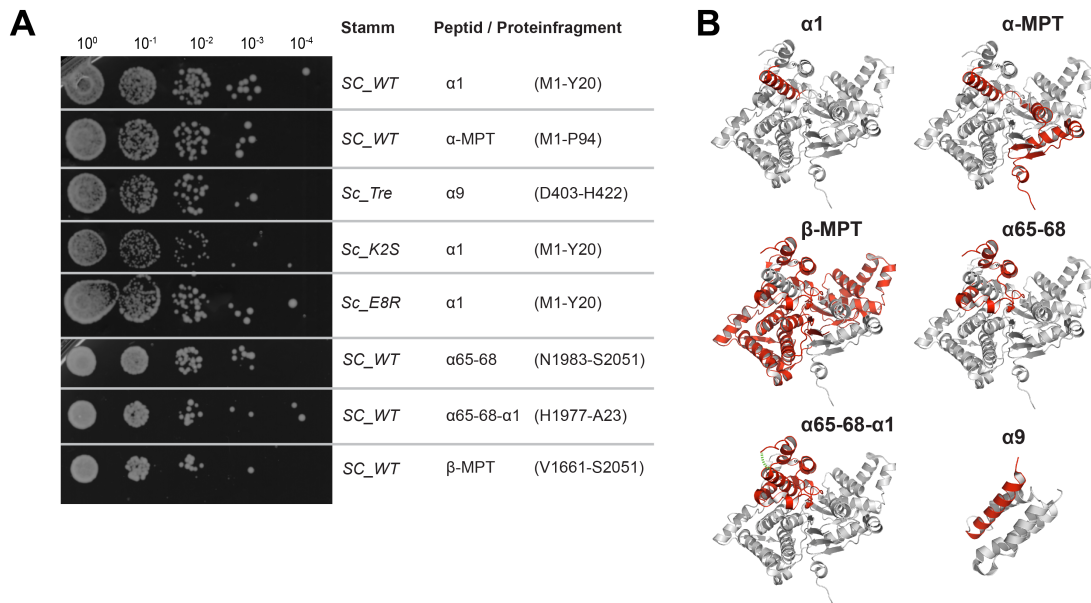 A
Stamm Peptid / Proteinfragment
10⁰ 10⁻¹ 10⁻² 10⁻³ 10⁻⁴
SC_WT α1 (M1-Y20)
SC_WT α-MPT (M1-P94)
Sc_Tre α9 (D403-H422)
Sc_K2S α1 (M1-Y20)
Sc_E8R α1 (M1-Y20)
SC_WT α65-68 (N1983-S2051)
SC_WT α65-68-α1 (H1977-A23)
SC_WT β-MPT (V1661-S2051)
B
α1 α-MPT
β-MPT α65-68
α65-68-α1 α9